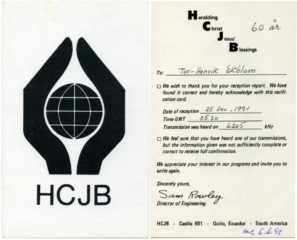 HCJB
Heralding
Christ
Jesus'
Blessings
60 år
To: Tor-Henrik Ekblom
We wish to thank you for your reception report. We have
found it correct and hereby acknowledge with this verifi-
cation card.
Date of reception 25 Dec, 1991
Time-GMT 0530
Transmission was heard on 6205 kHz
We feel sure that you have heard one of our transmissions,
but the information given was not sufficiently complete or
correct to receive full confirmation.
We appreciate your interest in our programs and invite you to
write again.
Sincerely yours,
Sam Rowley
Director of Engineering
HCJB - Casilla 691 - Quito, Ecuador - South America